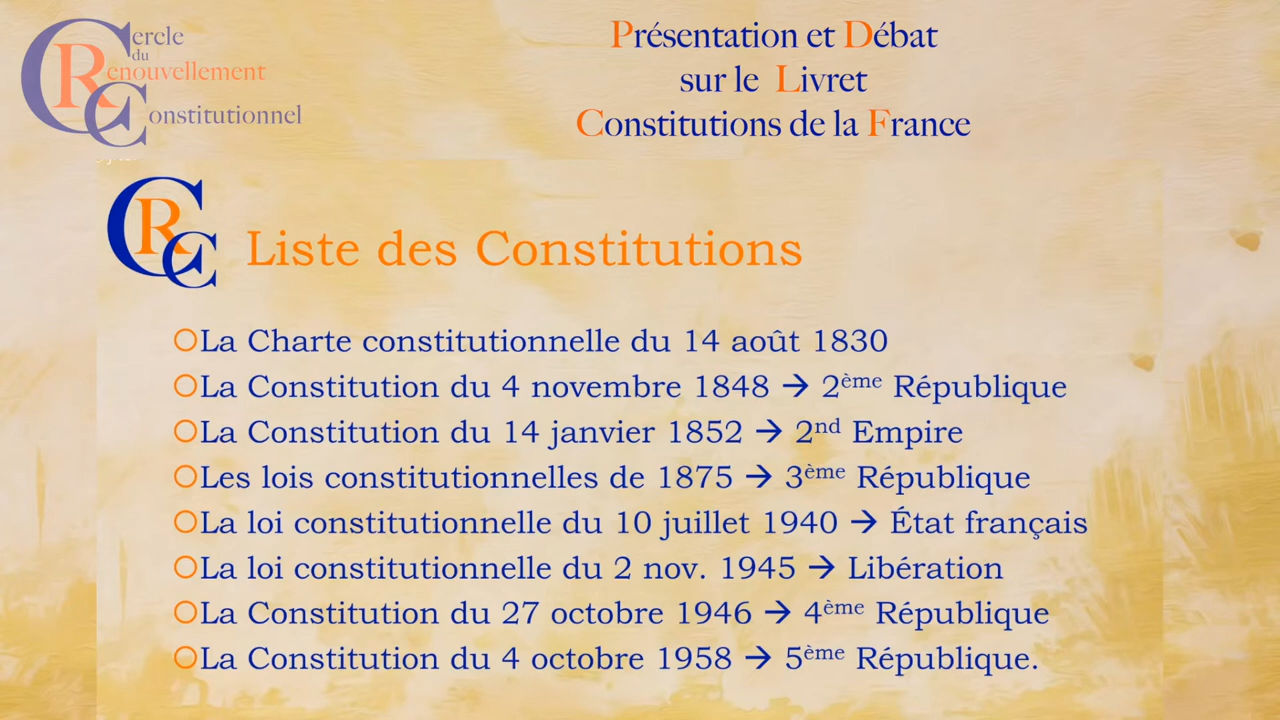 Cercle
du
Renouvellement
Constitutionnel
Présentation et Débat
sur le Livret
Constitutions de la France
CRC
Liste des Constitutions
La Charte constitutionnelle du 14 août 1830
La Constitution du 4 novembre 1848 → 2ème République
La Constitution du 14 janvier 1852 → 2nd Empire
Les lois constitutionnelles de 1875 → 3ème République
La loi constitutionnelle du 10 juillet 1940 → État français
La loi constitutionnelle du 2 nov. 1945 → Libération
La Constitution du 27 octobre 1946 → 4ème République
La Constitution du 4 octobre 1958 → 5ème République.